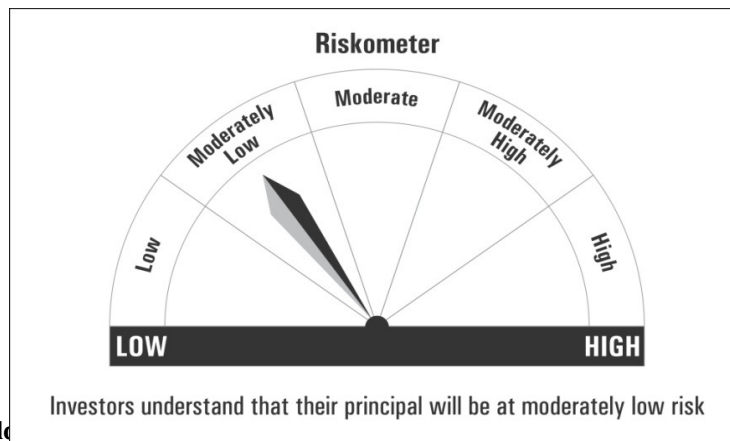 Riskometer
Low
Moderately
Low
Moderate
Moderately
High
High
LOW
HIGH
Investors understand that their principal will be at moderately low risk